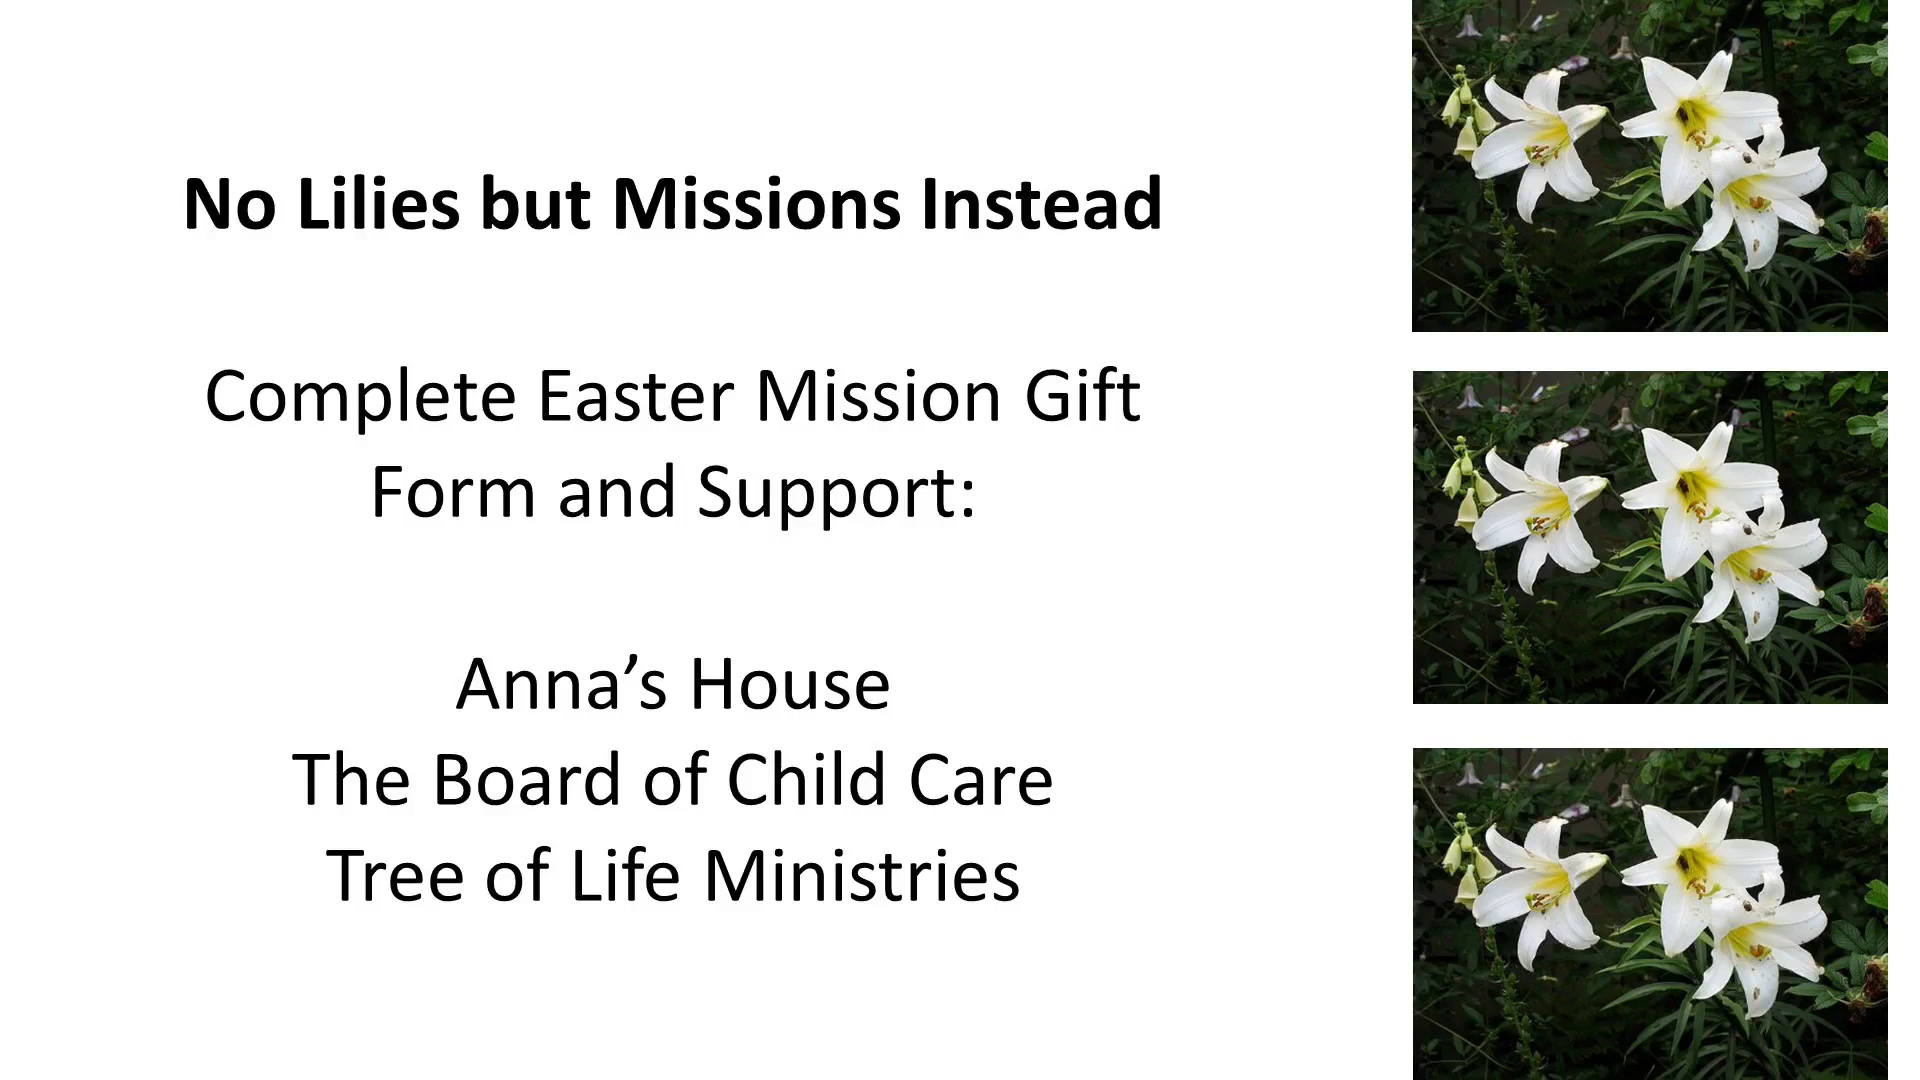 No Lilies but Missions Instead
Complete Easter Mission Gift
Form and Support:
Anna’s House
The Board of Child Care
Tree of Life Ministries